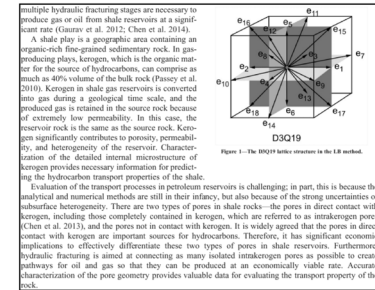 multiple hydraulic fracturing stages are necessary to
produce gas or oil from shale reservoirs at a signif-
icant rate (Gaurav et al. 2012; Chen et al. 2014).
A shale play is a geographic area containing an
organic-rich fine-grained sedimentary rock. In gas-
producing plays, kerogen, which is the organic mat-
ter for the source of hydrocarbons, can comprise as
much as 40% volume of the bulk rock (Passey et al.
2010). Kerogen in shale gas reservoirs is converted
into gas during a geological time scale, and the
produced gas is retained in the source rock because
of extremely low permeability. In this case, the
reservoir rock is the same as the source rock. Kero-
gen significantly contributes to porosity, permeabil-
ity, and heterogeneity of the reservoir. Character-
ization of the detailed internal microstructure of
kerogen provides necessary information for predict-
ing the hydrocarbon transport properties of the shale.
e11
e16
e5
e12
e15
e8
e3
e7
e2
e1
e4
e10
e9
e13
e18
e6
e17
e14
D3Q19
Figure 1—The D3Q19 lattice structure in the LB method.
Evaluation of the transport processes in petroleum reservoirs is challenging; in part, this is because the
analytical and numerical methods are still in their infancy, but also because of the strong uncertainties o
subsurface heterogeneity. There are two types of pores in shale rocks—the pores in direct contact with
kerogen, including those completely contained in kerogen, which are referred to as intrakerogen pores
(Chen et al. 2013), and the pores not in contact with kerogen. It is widely agreed that the pores in direc
contact with kerogen are important sources for hydrocarbons. Therefore, it has significant economic
implications to effectively differentiate these two types of pores in shale reservoirs. Furthermore
hydraulic fracturing is aimed at connecting as many isolated intrakerogen pores as possible to create
pathways for oil and gas so that they can be produced at an economically viable rate. Accurate
characterization of the pore geometry provides valuable data for evaluating the transport property of the
rock.